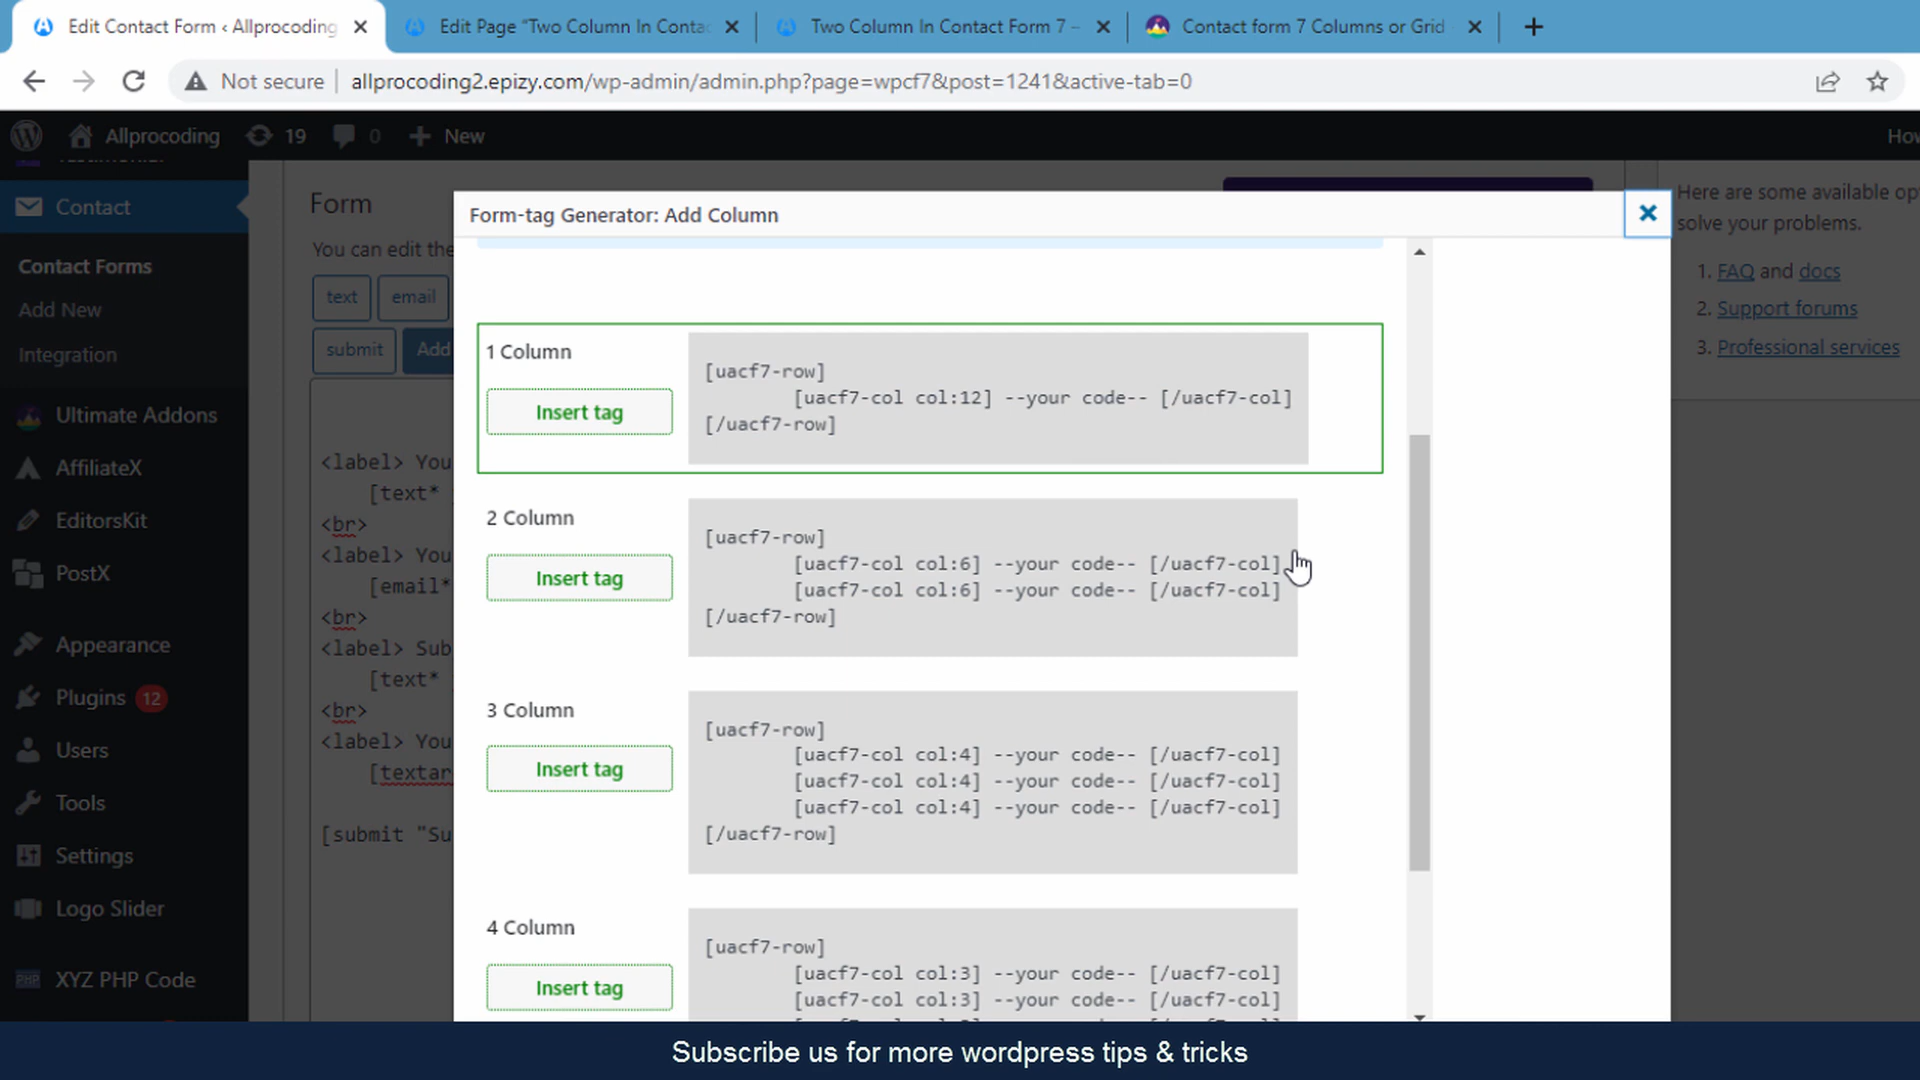 Edit Contact Form ‹ Allprocoding
Edit Page "Two Column In Contac
Two Column In Contact Form 7 –
Contact form 7 Columns or Grid
Not secure
allprocoding2.epizy.com/wp-admin/admin.php?page=wpcf7&post=1241&active-tab=0
Allprocoding
19
0
New
How
Contact
Contact Forms
Add New
Integration
Ultimate Addons
AffiliateX
EditorsKit
PostX
Appearance
Plugins 12
Users
Tools
Settings
Logo Slider
PHP
XYZ PHP Code
Form
You can edit the
text
email
submit
Add
<label> You
[text*
<br>
<label> You
[email*
<br>
<label> Sub
[text*
<br>
<label> You
[textar
[submit "Su
Form-tag Generator: Add Column
1 Column
Insert tag
[uacf7-row]
[uacf7-col col:12] --your code-- [/uacf7-col]
[/uacf7-row]
2 Column
Insert tag
[uacf7-row]
[uacf7-col col:6] --your code-- [/uacf7-col]
[uacf7-col col:6] --your code-- [/uacf7-col]
[/uacf7-row]
3 Column
Insert tag
[uacf7-row]
[uacf7-col col:4] --your code-- [/uacf7-col]
[uacf7-col col:4] --your code-- [/uacf7-col]
[uacf7-col col:4] --your code-- [/uacf7-col]
[/uacf7-row]
4 Column
Insert tag
[uacf7-row]
[uacf7-col col:3] --your code-- [/uacf7-col]
[uacf7-col col:3] --your code-- [/uacf7-col]
Here are some available op
solve your problems.
1. FAQ and docs
2. Support forums
3. Professional services
Subscribe us for more wordpress tips & tricks